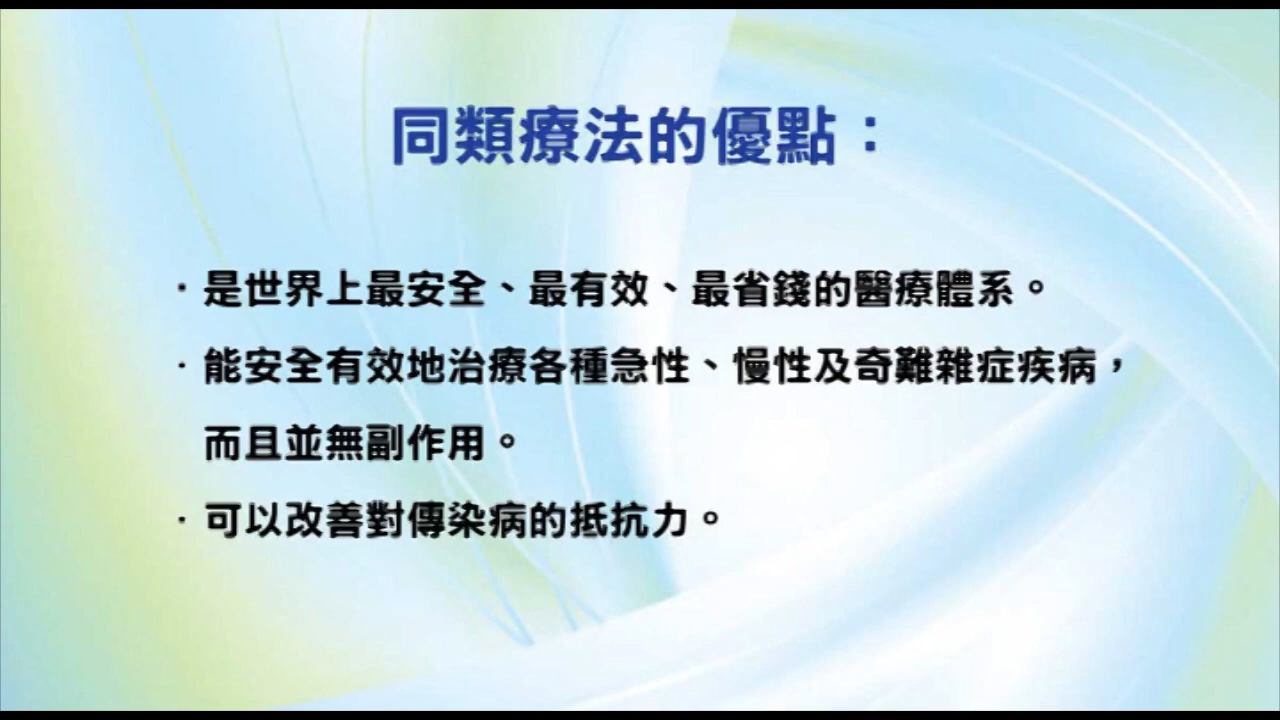 同類療法的優點：
·是世界上最安全、最有效、最省錢的醫療體系。
·能安全有效地治療各種急性、慢性及奇難雜症疾病，
而且並無副作用。
·可以改善對傳染病的抵抗力。